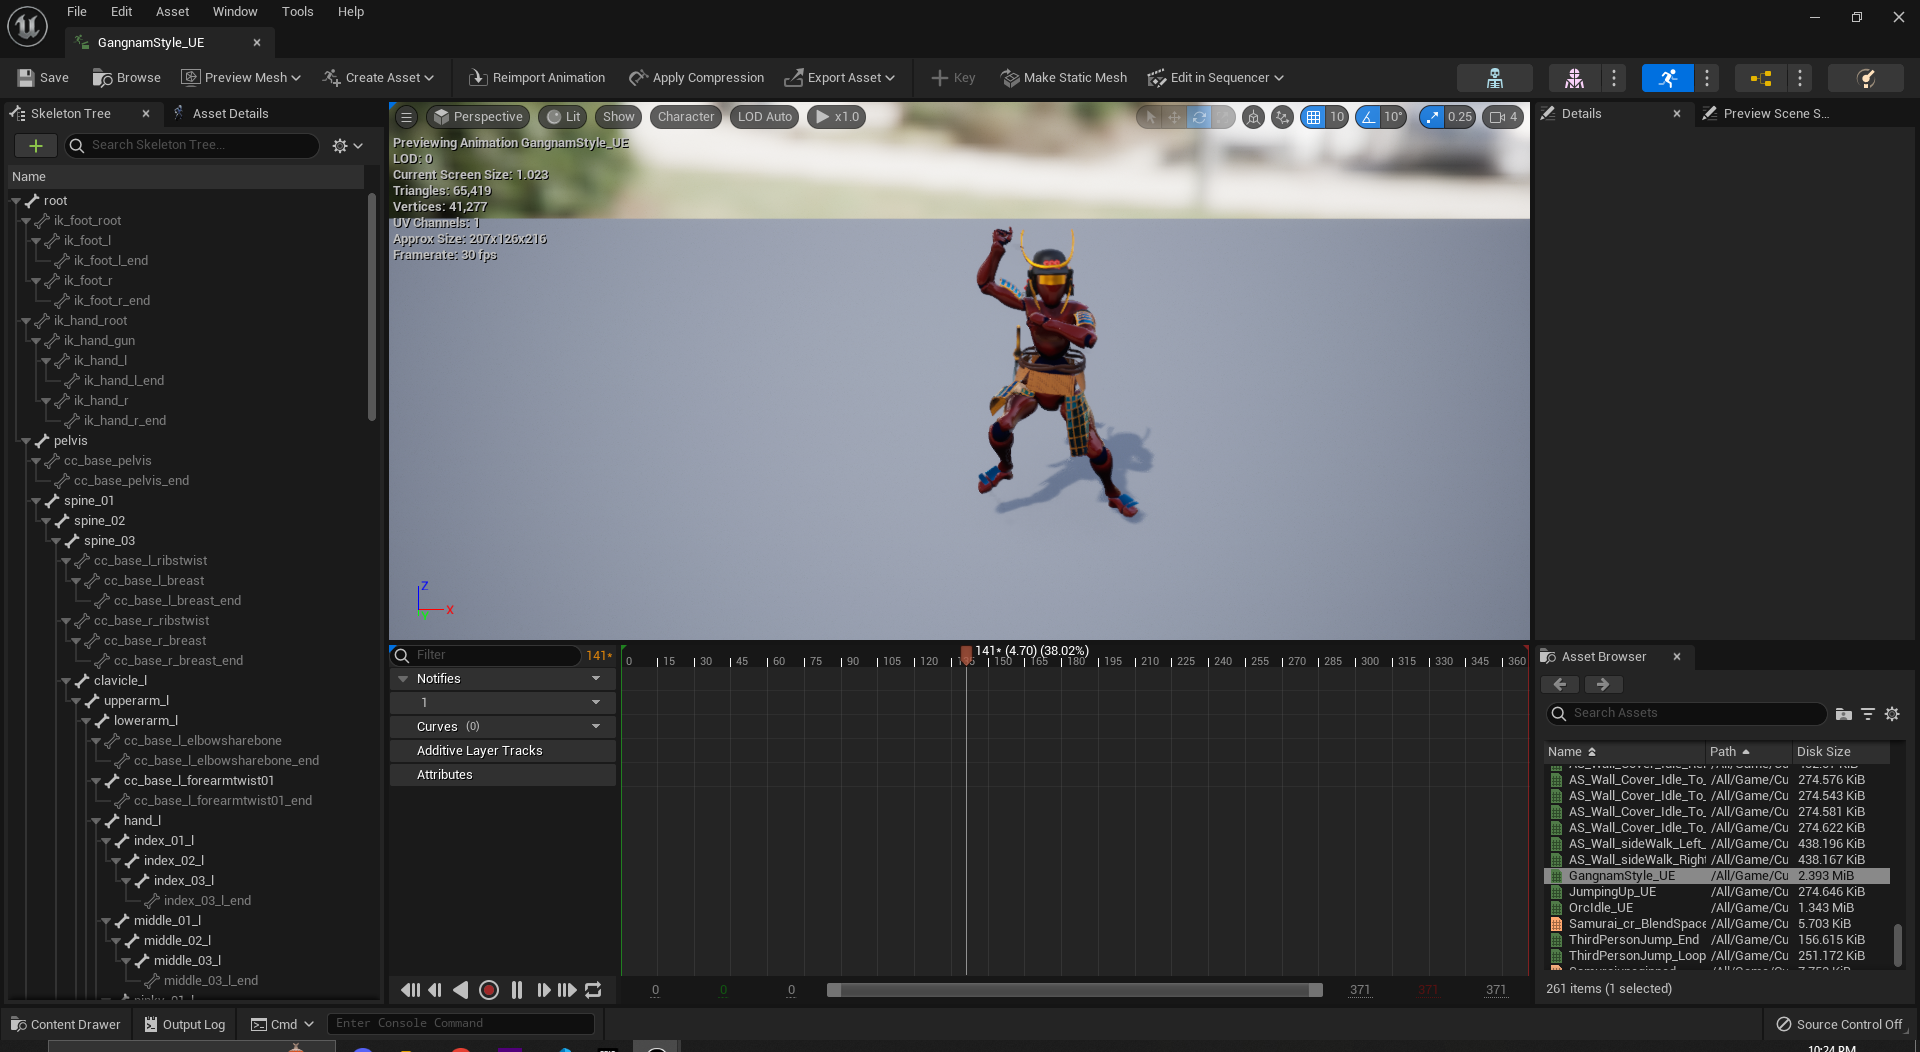 File Edit Asset Window Tools Help
GangnamStyle_UE
Save Browse Preview Mesh Create Asset Reimport Animation Apply Compression Export Asset Key Make Static Mesh Edit in Sequencer
Skeleton Tree Asset Details
Search Skeleton Tree...
Name
root
ik_foot_root
ik_foot_l
ik_foot_l_end
ik_foot_r
ik_foot_r_end
ik_hand_root
ik_hand_gun
ik_hand_l
ik_hand_l_end
ik_hand_r
ik_hand_r_end
pelvis
cc_base_pelvis
cc_base_pelvis_end
spine_01
spine_02
spine_03
cc_base_l_ribstwist
cc_base_l_breast
cc_base_l_breast_end
cc_base_r_ribstwist
cc_base_r_breast
cc_base_r_breast_end
clavicle_l
upperarm_l
lowerarm_l
cc_base_l_elbowsharebone
cc_base_l_elbowsharebone_end
cc_base_l_forearmtwist01
cc_base_l_forearmtwist01_end
hand_l
index_01_l
index_02_l
index_03_l
index_03_l_end
middle_01_l
middle_02_l
middle_03_l
middle_03_l_end
Perspective Lit Show Character LOD Auto x1.0 10 10° 0.25 4
Previewing Animation GangnamStyle_UE
LOD: 0
Current Screen Size: 1.023
Triangles: 65,419
Vertices: 41,277
UV Channels: 1
Approx Size: 207x126x216
Framerate: 30 fps
Z
X
Y
Filter 141*
141* (4.70) (38.02%)
0 15 30 45 60 75 90 105 120 150 165 180 195 210 225 240 255 270 285 300 315 330 345 360
Notifies
1
Curves (0)
Additive Layer Tracks
Attributes
0 0 0 371 371 371
Details Preview Scene S...
Asset Browser
Search Assets
Name Path Disk Size
AS_Wall_Cover_Idle_To_ /All/Game/Cu 274.576 KiB
AS_Wall_Cover_Idle_To_ /All/Game/Cu 274.543 KiB
AS_Wall_Cover_Idle_To_ /All/Game/Cu 274.581 KiB
AS_Wall_Cover_Idle_To_ /All/Game/Cu 274.622 KiB
AS_Wall_sideWalk_Left_ /All/Game/Cu 438.196 KiB
AS_Wall_sideWalk_Right /All/Game/Cu 438.167 KiB
GangnamStyle_UE /All/Game/Cu 2.393 MiB
JumpingUp_UE /All/Game/Cu 274.646 KiB
OrcIdle_UE /All/Game/Cu 1.343 MiB
Samurai_cr_BlendSpace /All/Game/Cu 5.703 KiB
ThirdPersonJump_End /All/Game/Cu 156.615 KiB
ThirdPersonJump_Loop /All/Game/Cu 251.172 KiB
261 items (1 selected)
Content Drawer Output Log Cmd Enter Console Command Source Control Off
10:24 PM